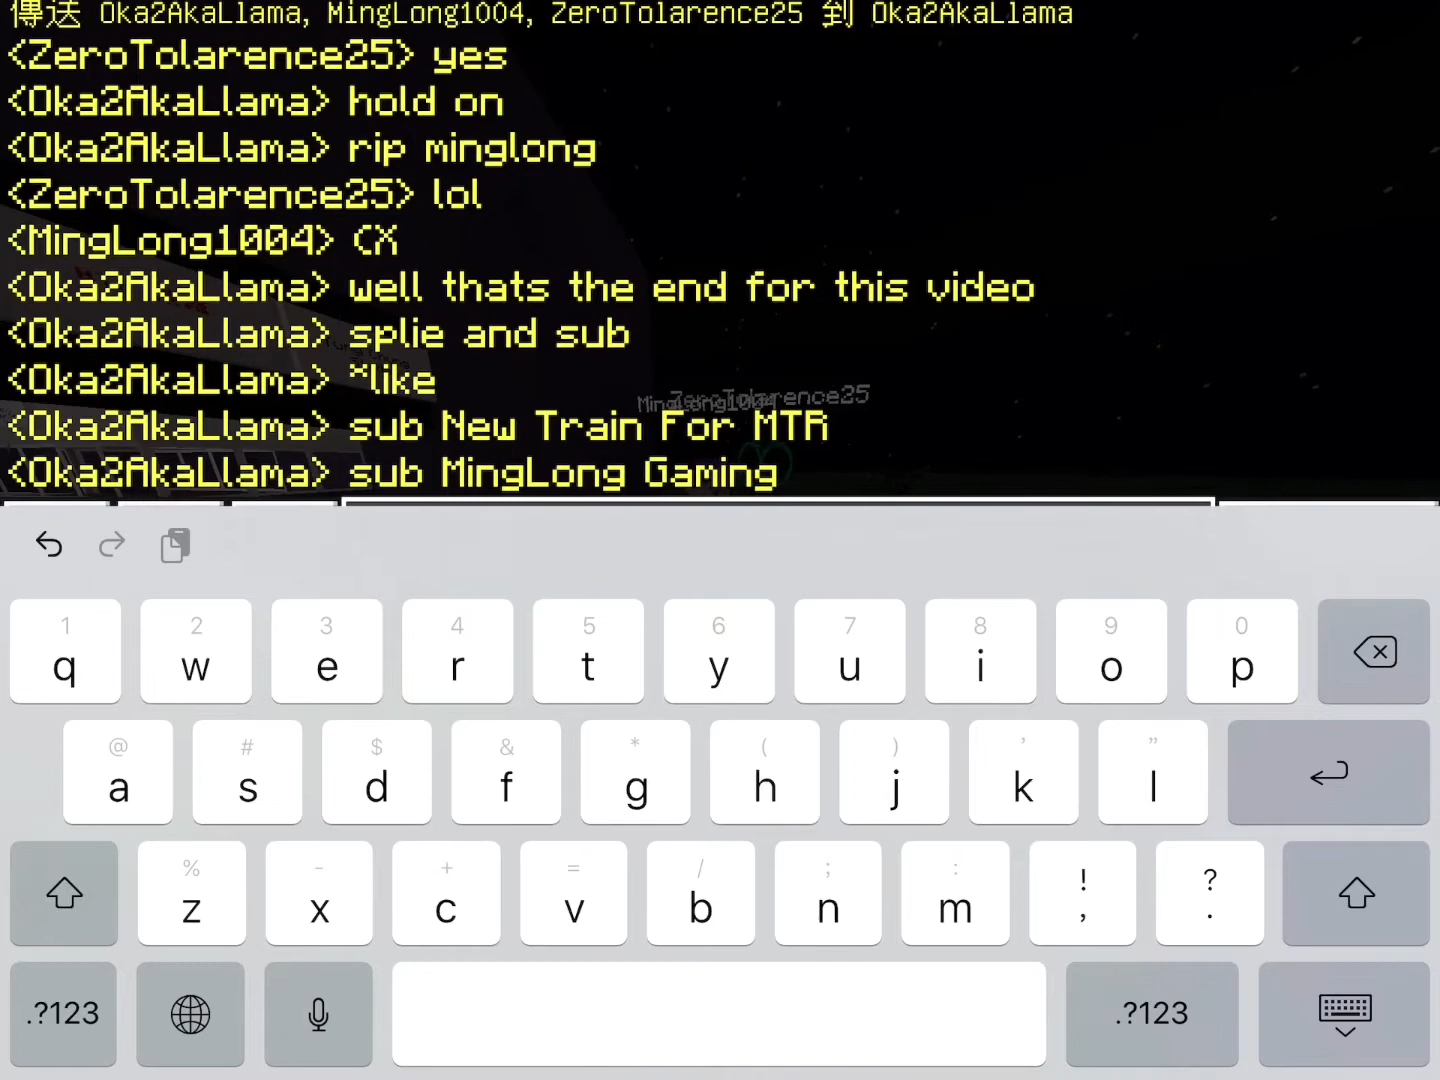 傳送 Oka2AkaLlama, MingLong1004, ZeroTolarence25 到 Oka2AkaLlama
<ZeroTolarence25> yes
<Oka2AkaLlama> hold on
<Oka2AkaLlama> rip minglong
<ZeroTolarence25> lol
<MingLong1004> CX
<Oka2AkaLlama> well thats the end for this video
<Oka2AkaLlama> splie and sub
<Oka2AkaLlama> *like
ZeroTolarence25
MingLong1004
<Oka2AkaLlama> sub New Train For MTR
<Oka2AkaLlama> sub MingLong Gaming
1 2 3 4 5 6 7 8 9 0
q w e r t y u i o p
@ # $ & * ( ) ' "
a s d f g h j k l
% - + = / ; : ! ?
z x c v b n m , .
.?123 .?123